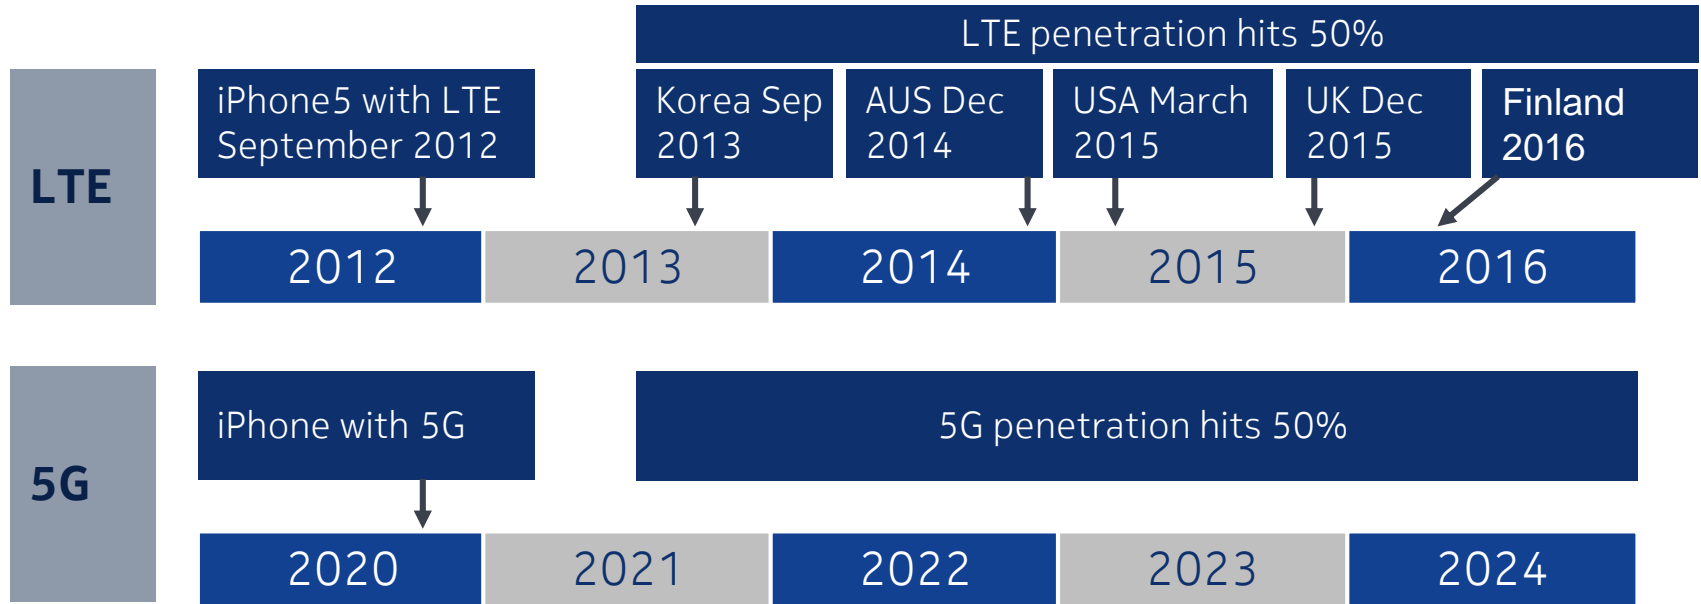 LTE penetration hits 50%
LTE
iPhone5 with LTE
September 2012
Korea Sep
2013
AUS Dec
2014
USA March
2015
UK Dec
2015
Finland
2016
2012
2013
2014
2015
2016
5G
iPhone with 5G
5G penetration hits 50%
2020
2021
2022
2023
2024